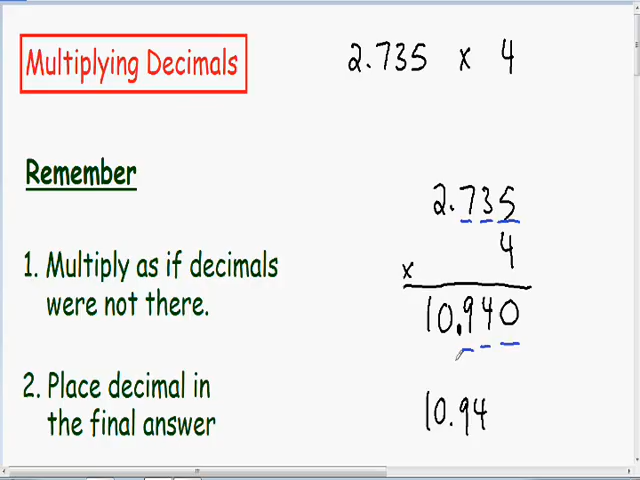 Multiplying Decimals
2.735 x 4
Remember
2.735
1. Multiply as if decimals
were not there.
x 4
10.940
2. Place decimal in
the final answer
10.94